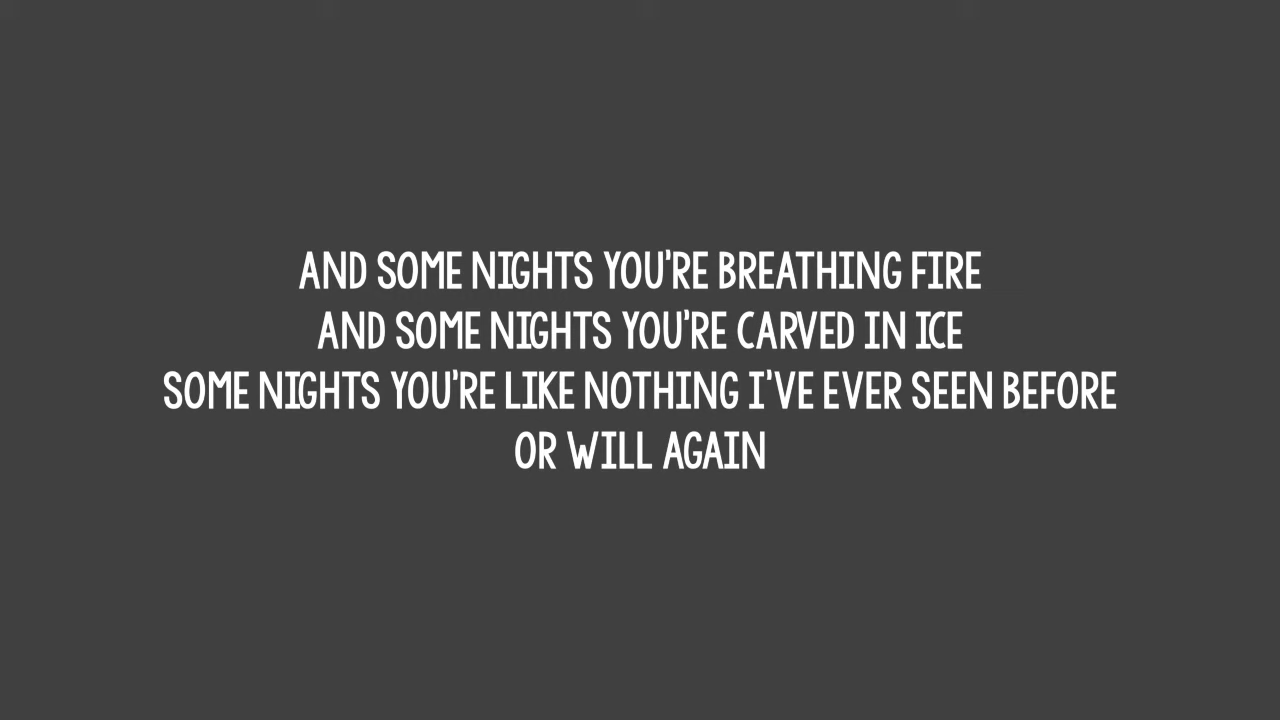 AND SOME NIGHTS YOU'RE BREATHING FIRE
AND SOME NIGHTS YOU'RE CARVED IN ICE
SOME NIGHTS YOU'RE LIKE NOTHING I'VE EVER SEEN BEFORE
OR WILL AGAIN